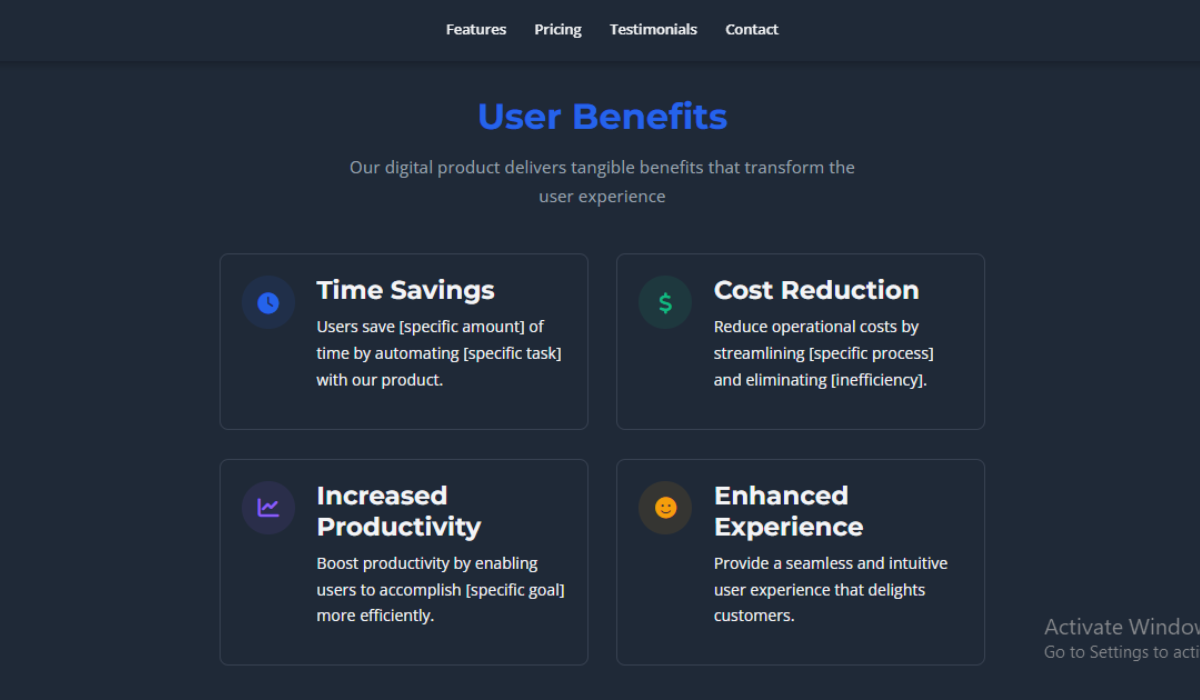 Features Pricing Testimonials Contact
User Benefits
Our digital product delivers tangible benefits that transform the
user experience
Time Savings
Users save [specific amount] of
time by automating [specific task]
with our product.
Cost Reduction
Reduce operational costs by
streamlining [specific process]
and eliminating [inefficiency].
Increased
Productivity
Boost productivity by enabling
users to accomplish [specific goal]
more efficiently.
Enhanced
Experience
Provide a seamless and intuitive
user experience that delights
customers.
Activate Window
Go to Settings to acti